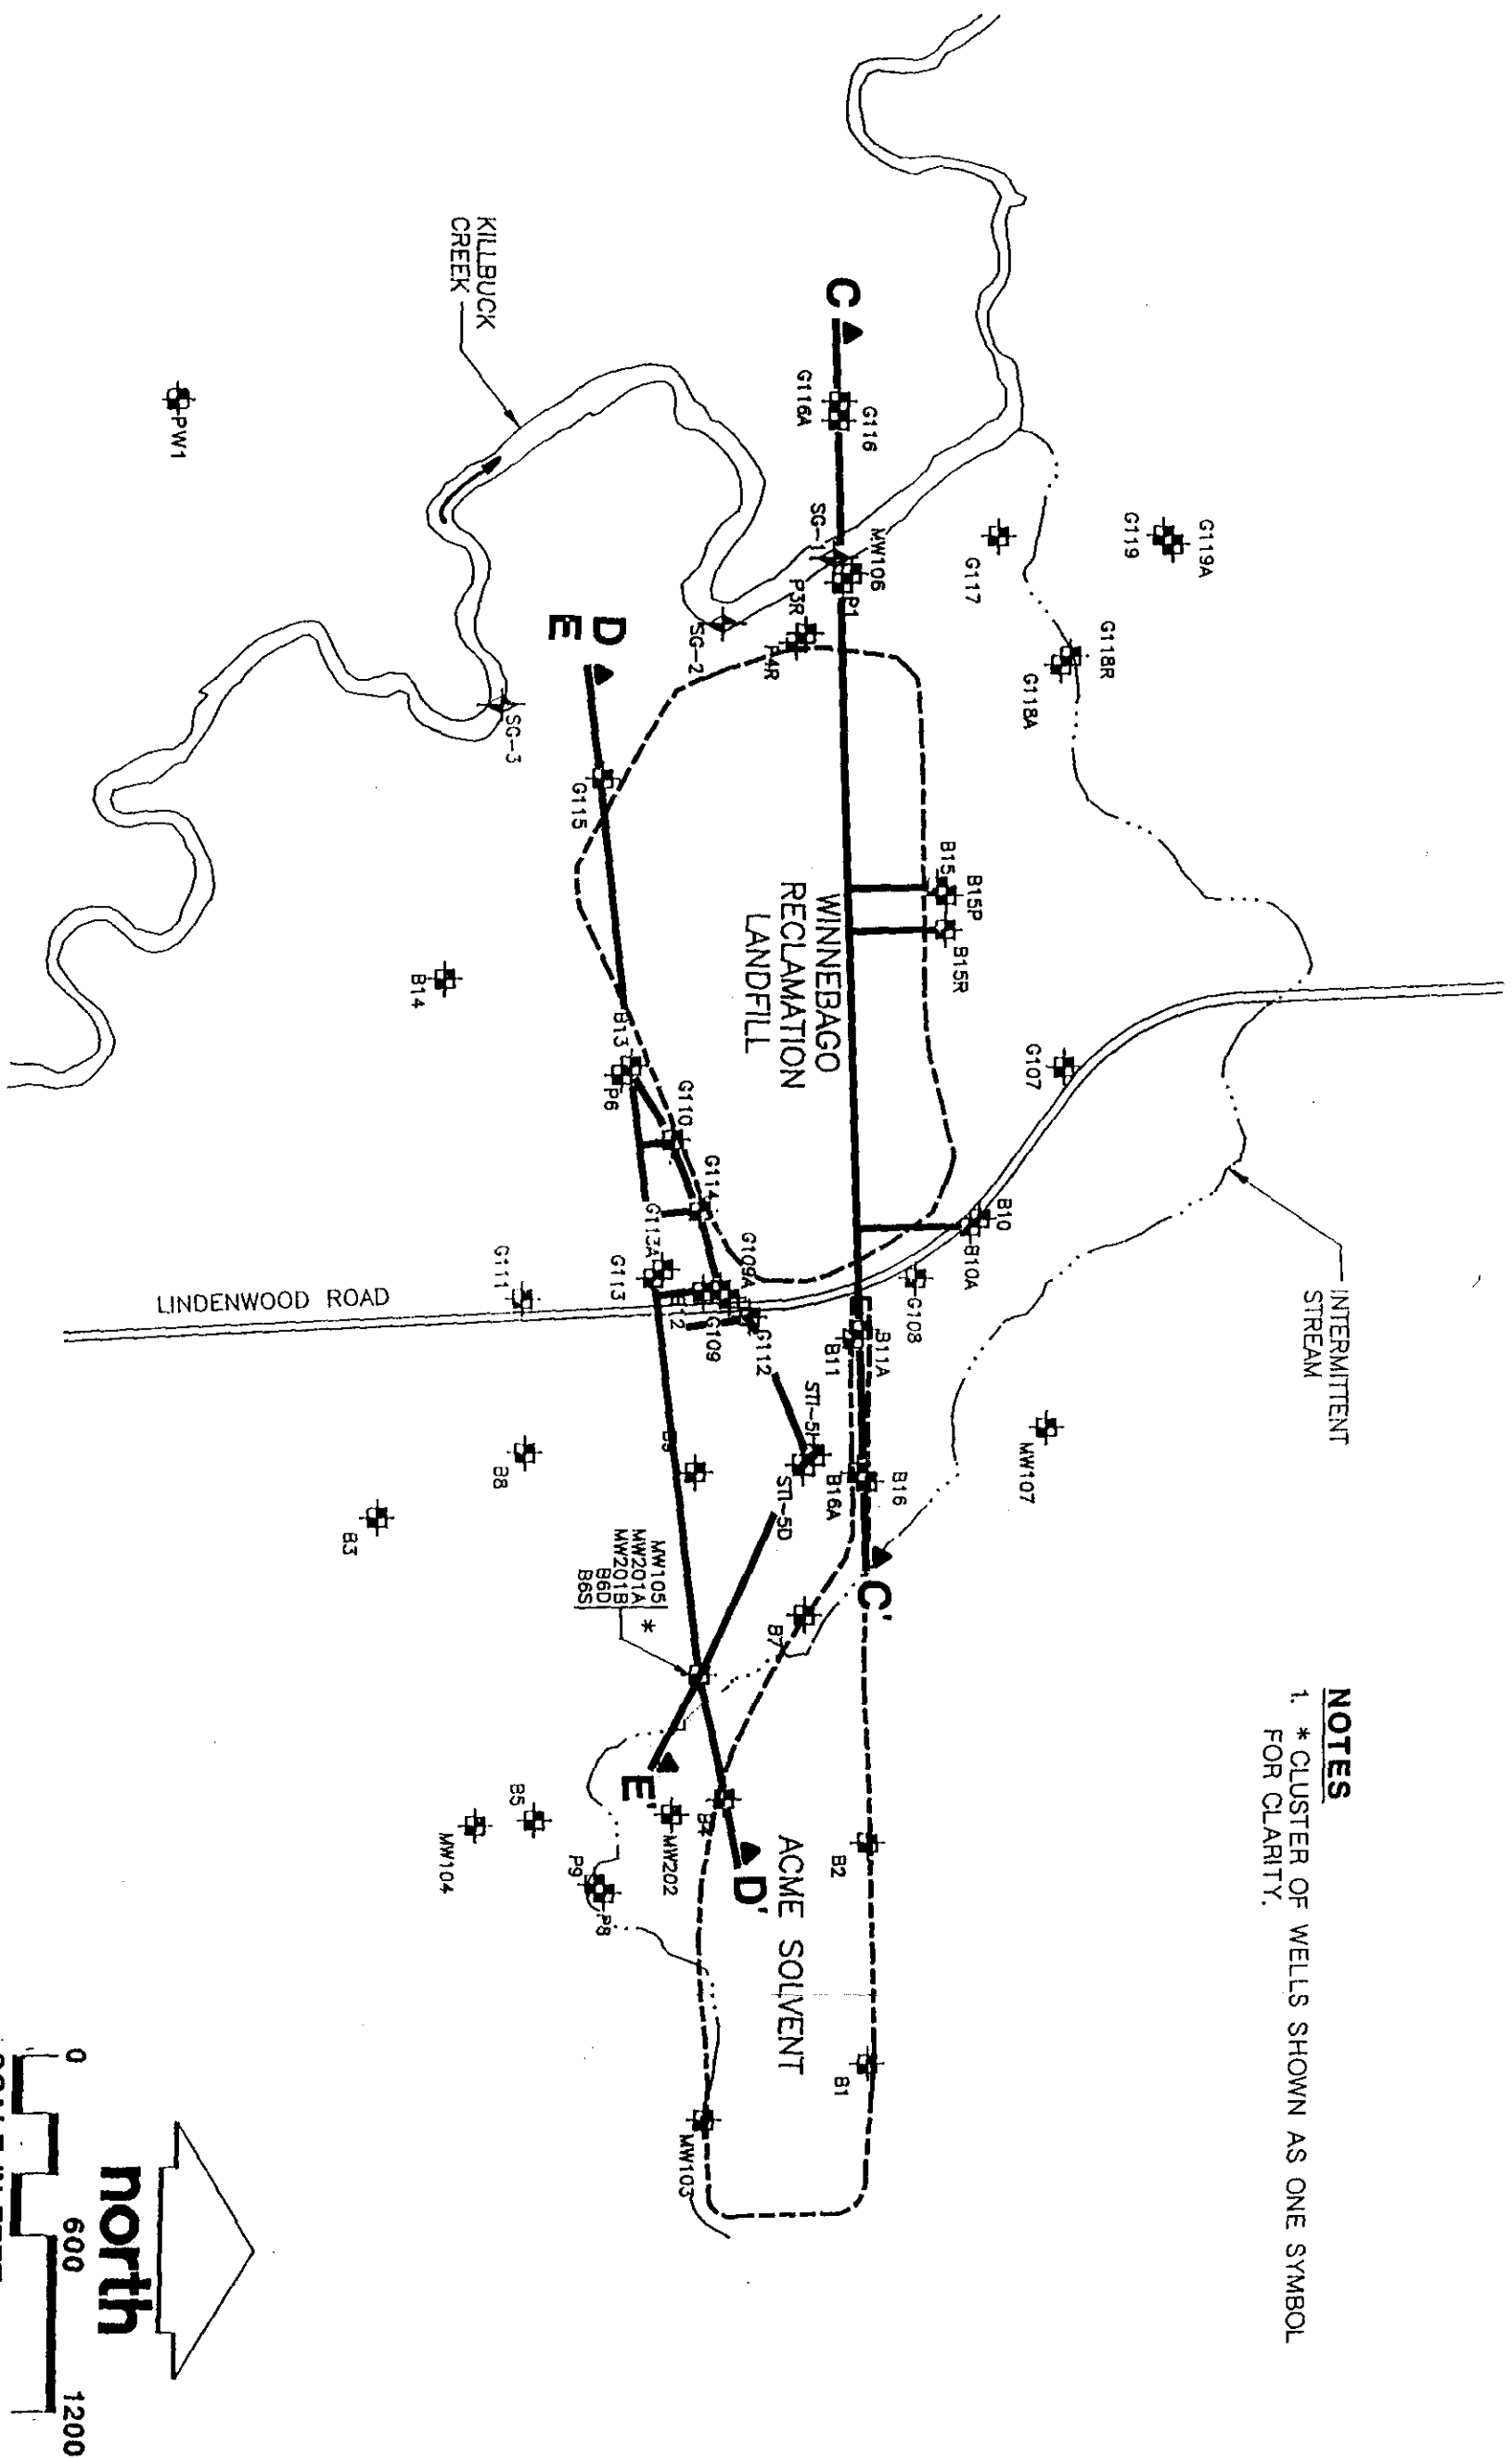 NOTES
1. * CLUSTER OF WELLS SHOWN AS ONE SYMBOL
FOR CLARITY.
INTERMITTENT
STREAM
G119A
G119
G118R
G118A
G117
G107
MW107
B10
B10A
G108
B15P
B15
B15R
C
G116
G116A
MW106
SG-1
P1
P3R
P4R
SG-2
WINNEBAGO
RECLAMATION
LANDFILL
B11A
B11
B16
B16A
C'
STI-5I
STI-5D
B7
B2
B1
ACME SOLVENT
D
E
G115
SG-3
B13
P6
G110
G114
G113A
G113
G109A
G109
G112
G111
B14
LINDENWOOD ROAD
B8
B3
MW105
MW201A
MW201B
B6D
B6S
*
E'
D'
MW202
B5
MW104
P9
P8
MW103
KILLBUCK
CREEK
PW1
north
0 600 1200